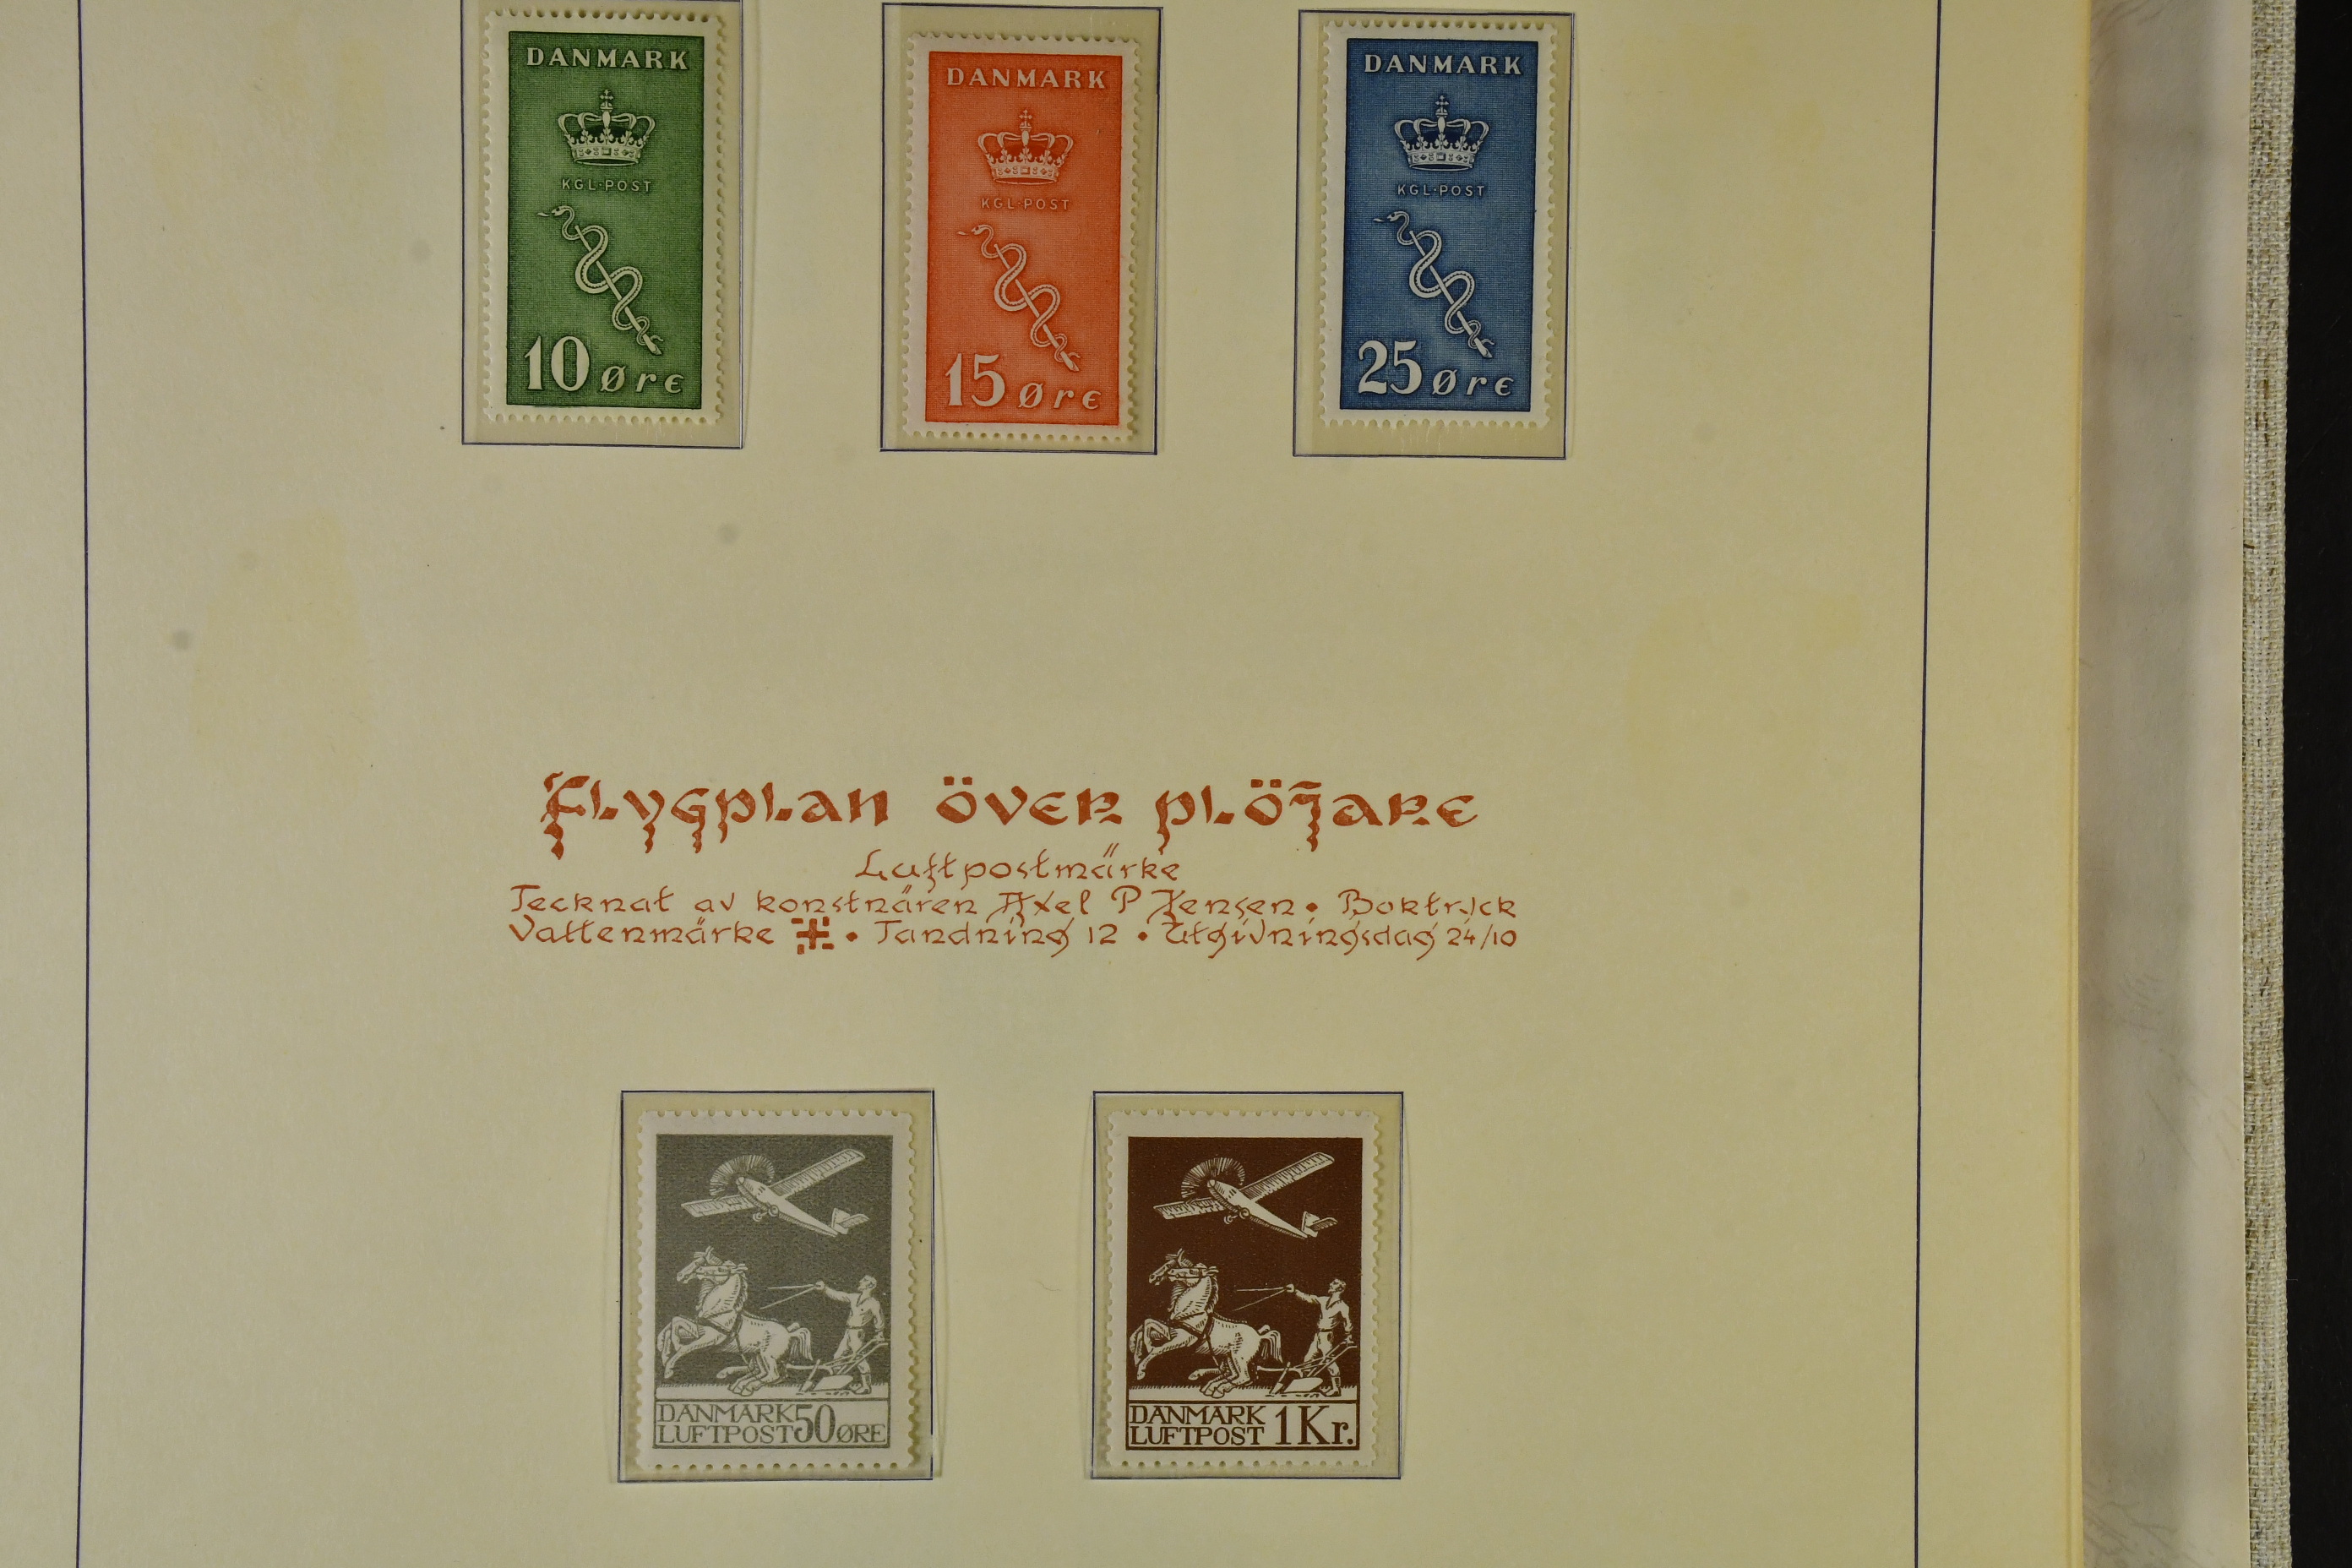 DANMARK
KGL·POST
10 øre
DANMARK
KGL·POST
15 øre
DANMARK
KGL·POST
25 øre
Flygplan över plöjare
Luftpostmärke
Tecknat av konstnären Axel P Jensen • Boktryck
Vattenmärke • Tandning 12 • Utgivningsdag 24/10
DANMARK
LUFTPOST 50 ØRE
DANMARK
LUFTPOST 1 Kr.